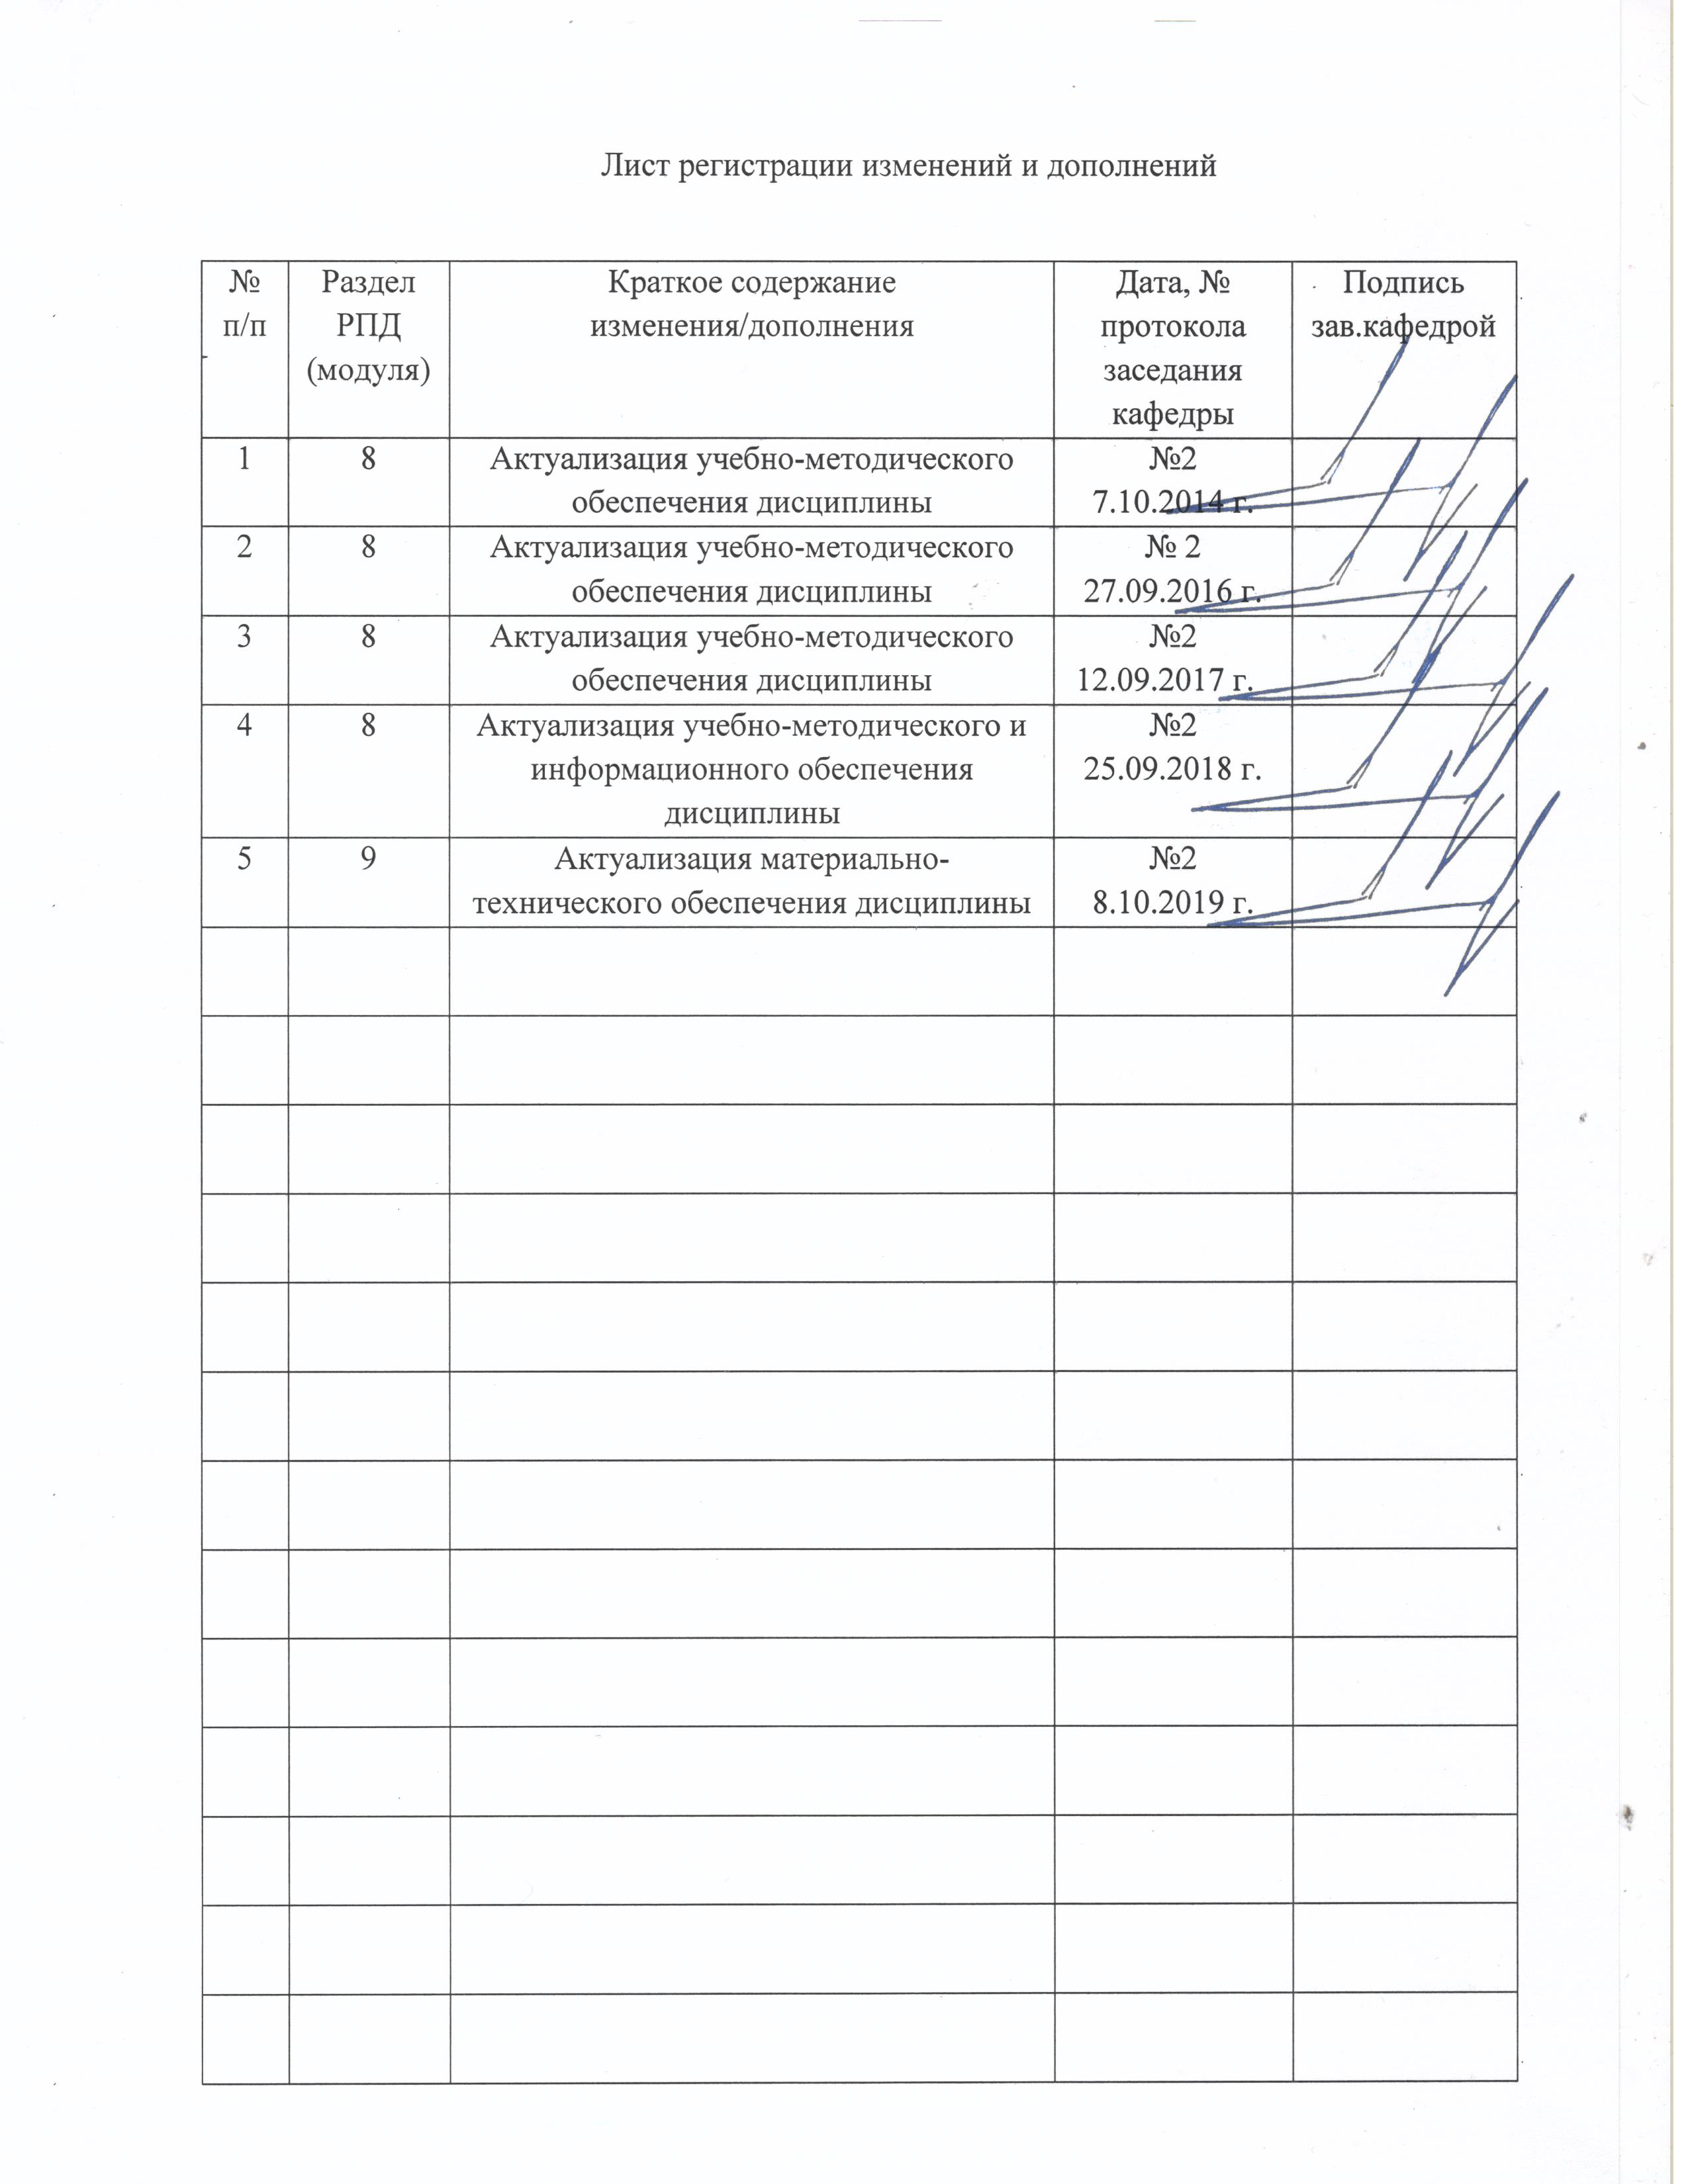 Лист регистрации изменений и дополнений
№
п/п
Раздел
РПД
(модуля)
Краткое содержание
изменения/дополнения
Дата, №
протокола
заседания
кафедры
Подпись
зав.кафедрой
1
8
Актуализация учебно-методического
обеспечения дисциплины
№2
7.10.2014 г.
2
8
Актуализация учебно-методического
обеспечения дисциплины
№ 2
27.09.2016 г.
3
8
Актуализация учебно-методического
обеспечения дисциплины
№2
12.09.2017 г.
4
8
Актуализация учебно-методического и
информационного обеспечения
дисциплины
№2
25.09.2018 г.
5
9
Актуализация материально-
технического обеспечения дисциплины
№2
8.10.2019 г.